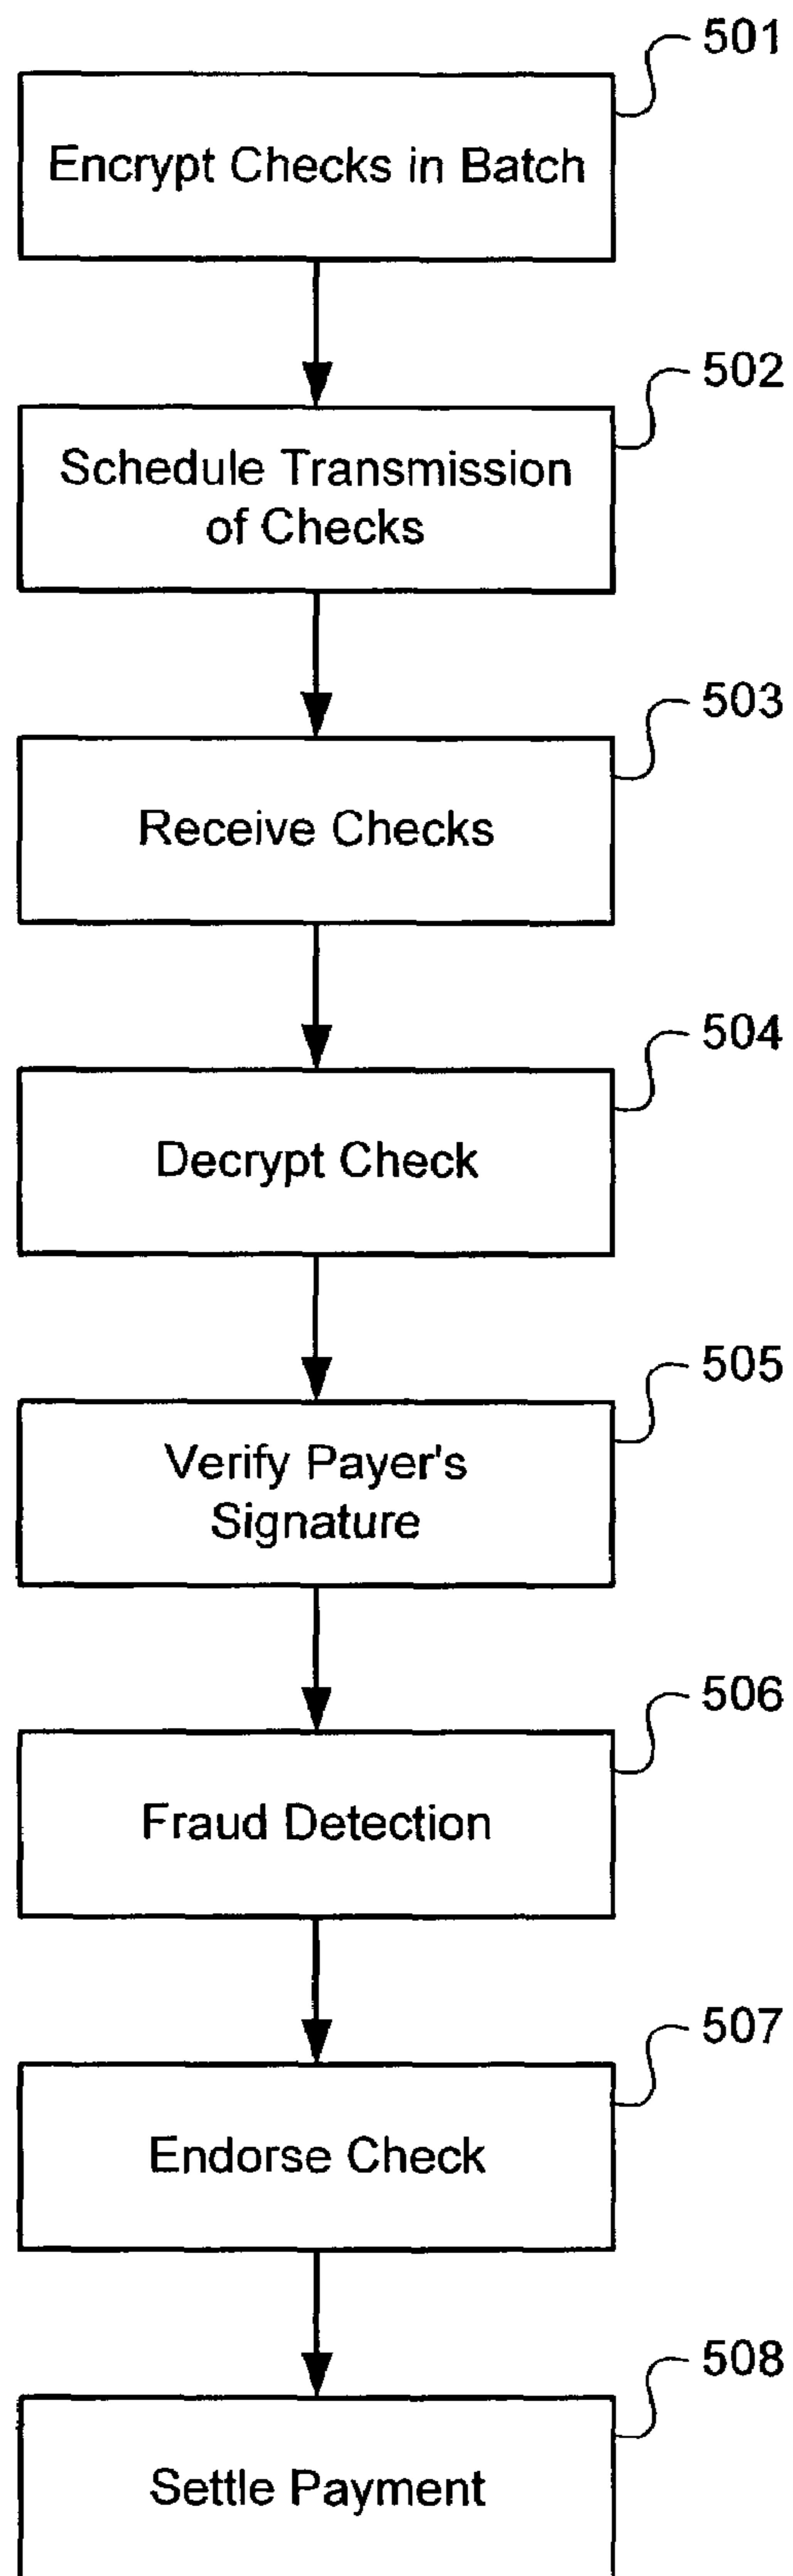 501
Encrypt Checks in Batch
502
Schedule Transmission
of Checks
503
Receive Checks
504
Decrypt Check
505
Verify Payer's
Signature
506
Fraud Detection
507
Endorse Check
508
Settle Payment